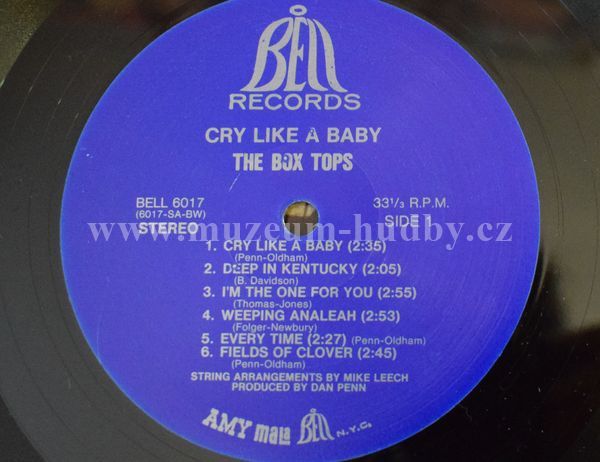 BELL
RECORDS
CRY LIKE A BABY
THE BOX TOPS
BELL 6017
(6017-SA-BW)
STEREO
33 1/3 R.P.M.
SIDE 1
www.muzeum-hudby.cz
1. CRY LIKE A BABY (2:35)
(Penn-Oldham)
2. DEEP IN KENTUCKY (2:05)
(B. Davidson)
3. I'M THE ONE FOR YOU (2:55)
(Thomas-Jones)
4. WEEPING ANALEAH (2:53)
(Folger-Newbury)
5. EVERY TIME (2:27) (Penn-Oldham)
6. FIELDS OF CLOVER (2:45)
(Penn-Oldham)
STRING ARRANGEMENTS BY MIKE LEECH
PRODUCED BY DAN PENN
AMY mala BELL N.Y.C.